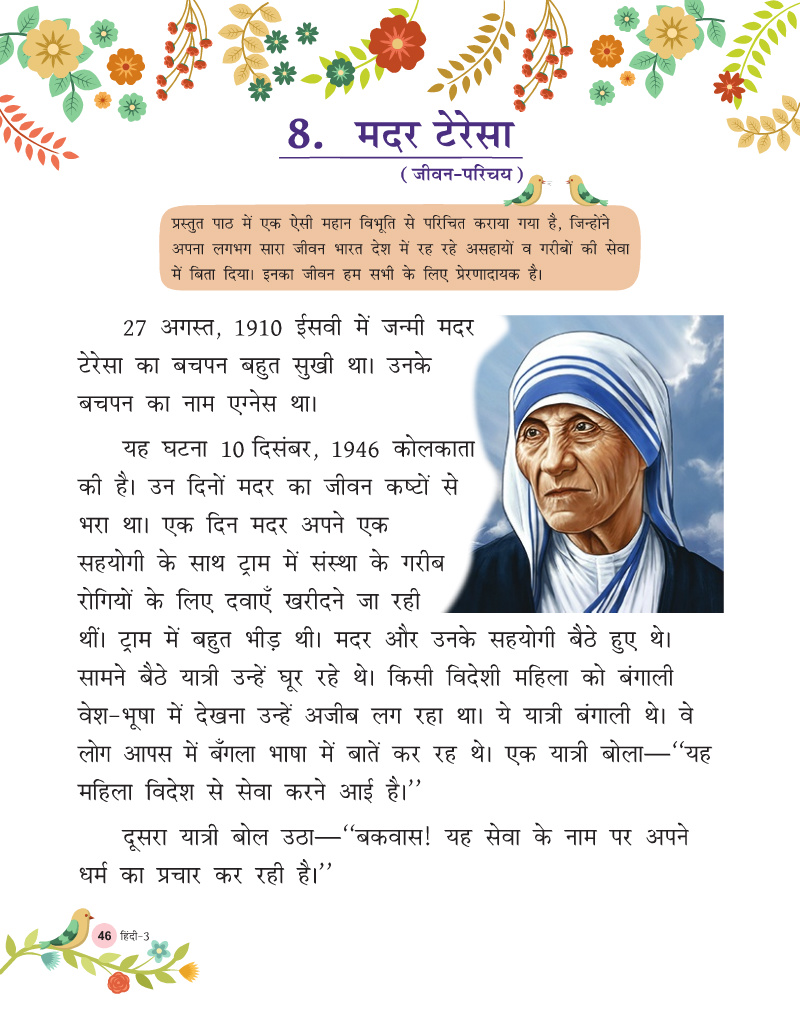 8. मदर टेरेसा
( जीवन-परिचय )
प्रस्तुत पाठ में एक ऐसी महान विभूति से परिचित कराया गया है, जिन्होंने
अपना लगभग सारा जीवन भारत देश में रह रहे असहायों व गरीबों की सेवा
में बिता दिया। इनका जीवन हम सभी के लिए प्रेरणादायक है।
27 अगस्त, 1910 ईसवी में जन्मी मदर
टेरेसा का बचपन बहुत सुखी था। उनके
बचपन का नाम एग्नेस था।
यह घटना 10 दिसंबर, 1946 कोलकाता
की है। उन दिनों मदर का जीवन कष्टों से
भरा था। एक दिन मदर अपने एक
सहयोगी के साथ ट्राम में संस्था के गरीब
रोगियों के लिए दवाएँ खरीदने जा रही
थीं। ट्राम में बहुत भीड़ थी। मदर और उनके सहयोगी बैठे हुए थे।
सामने बैठे यात्री उन्हें घूर रहे थे। किसी विदेशी महिला को बंगाली
वेश-भूषा में देखना उन्हें अजीब लग रहा था। ये यात्री बंगाली थे। वे
लोग आपस में बँगला भाषा में बातें कर रह थे। एक यात्री बोला—“यह
महिला विदेश से सेवा करने आई है।”
दूसरा यात्री बोल उठा—“बकवास! यह सेवा के नाम पर अपने
धर्म का प्रचार कर रही है।”
46 हिंदी-3